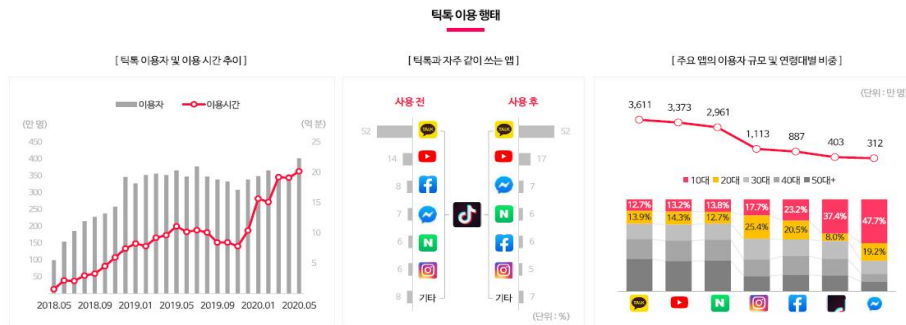 틱톡 이용 행태
[ 틱톡 이용자 및 이용 시간 추이 ]
이용자 이용시간
(만 명) (억 분)
450 25
400
350 20
300
250 15
200
150 10
100
50 5
2018.05 2018.09 2019.01 2019.05 2019.09 2020.01 2020.05
[ 틱톡과 자주 같이 쓰는 앱 ]
사용 전 사용 후
52 TALK TALK 52
14 17
8 7
7 N 6
6 N 6
6 5
8 기타 기타 7
(단위 : %)
[ 주요 앱의 이용자 규모 및 연령대별 비중 ]
(단위 : 만 명)
3,611 3,373 2,961 1,113 887 403 312
10대 20대 30대 40대 50대+
12.7% 13.2% 13.8% 17.7% 23.2% 37.4% 47.7%
13.9% 14.3% 12.7% 25.4% 20.5% 8.0% 19.2%
TALK N